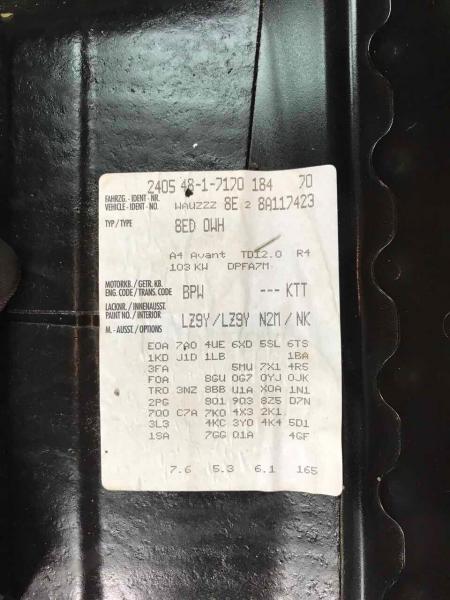 2405 48-1-7170 184 70
FAHRZG.-IDENT-NR.
VEHICLE-IDENT-NO. WAUZZZ 8E 2 8A117423
TYP/TYPE 8ED 0WH
A4 Avant TDI2.0 R4
103 KW DPFA7M
MOTORKB./GETR.KB.
ENG.CODE/TRANS.CODE BPW --- KTT
LACKNR./INNENAUSST.
PAINT NO./INTERIOR LZ9Y/LZ9Y N2M/NK
M.-AUSST./OPTIONS
E0A 7A0 4UE 6XD 5SL 6TS
1KD J1D 1LB 1BA
3FA 5MU 7X1 4R5
F0A 8GU 0G7 0YJ 0JK
TR0 3NZ 8BB U1A X0A 1N1
2PG 801 903 8Z5 D7N
700 C7A 7K0 4X3 2K1
3L3 4KC 3Y0 4K4 5D1
1SA 7GG 01A 4GF
7.6 5.3 6.1 165